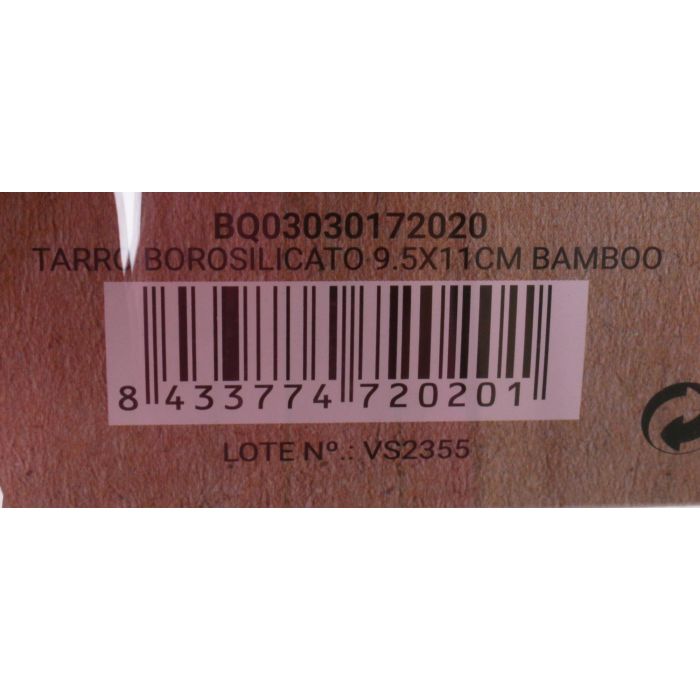 BQ03030172020
TARRO BOROSILICATO 9.5X11CM BAMBOO
8 433774 720201
LOTE Nº.: VS2355